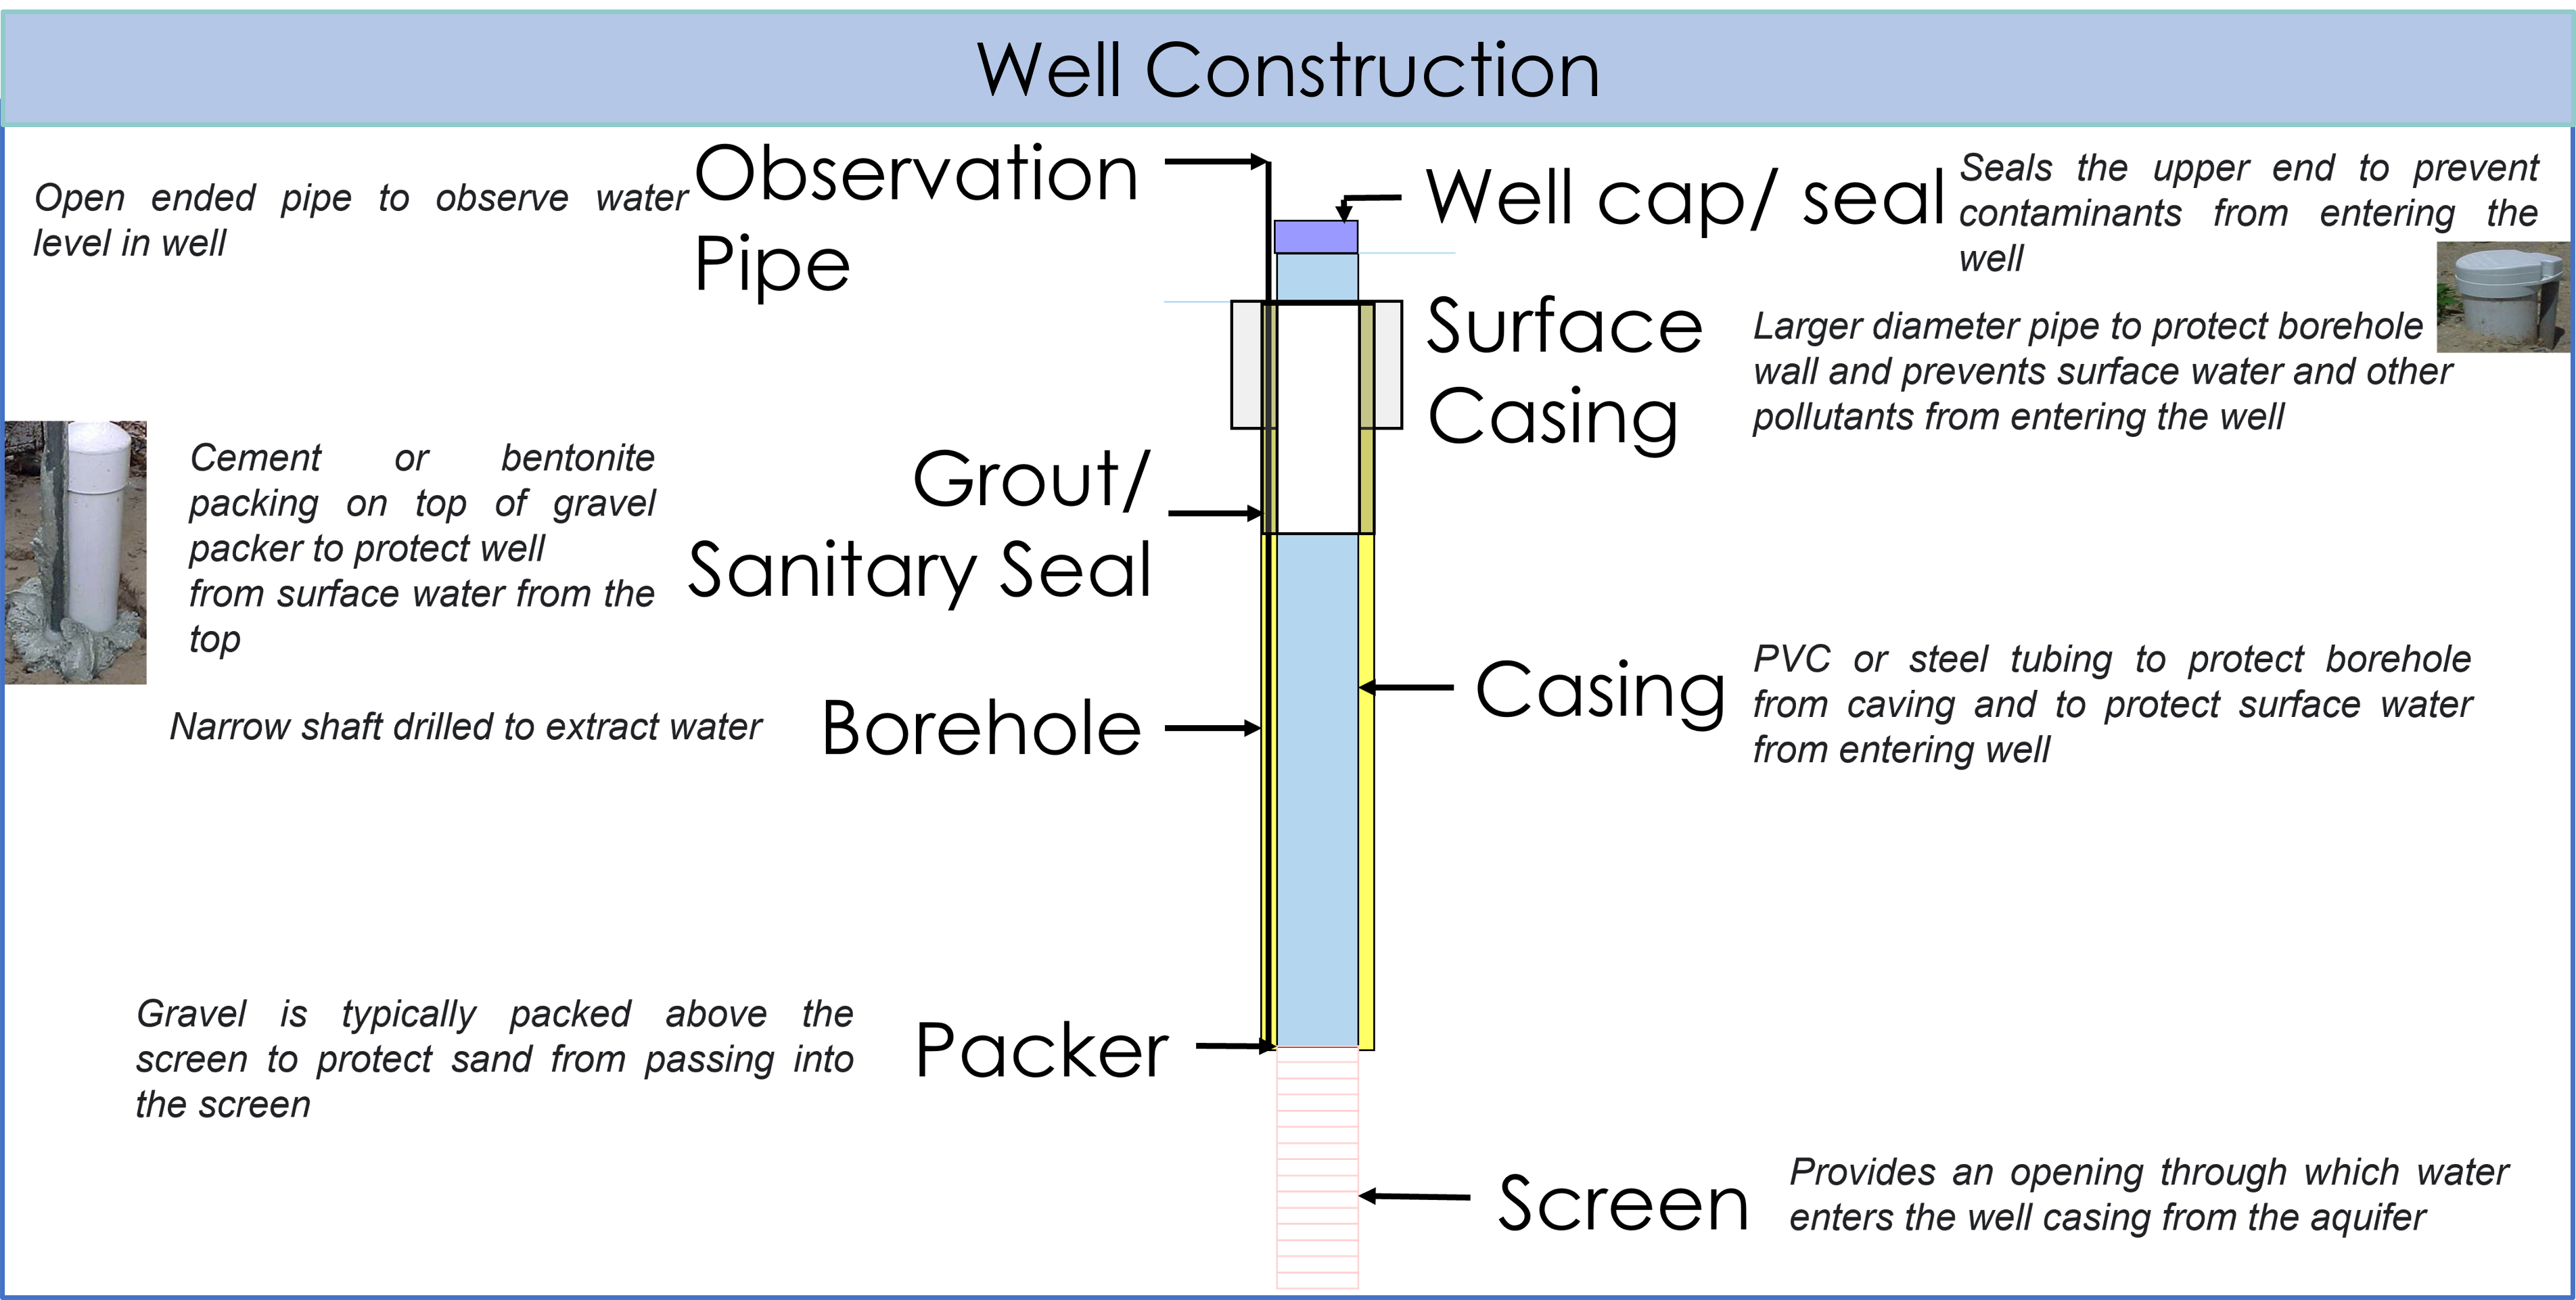 Well Construction
Open ended pipe to observe water
level in well
Observation
Pipe
Well cap/ seal
Seals the upper end to prevent
contaminants from entering the
well
Surface
Casing
Larger diameter pipe to protect borehole
wall and prevents surface water and other
pollutants from entering the well
Cement or bentonite
packing on top of gravel
packer to protect well
from surface water from the
top
Grout/
Sanitary Seal
Casing
PVC or steel tubing to protect borehole
from caving and to protect surface water
from entering well
Narrow shaft drilled to extract water
Borehole
Gravel is typically packed above the
screen to protect sand from passing into
the screen
Packer
Screen
Provides an opening through which water
enters the well casing from the aquifer